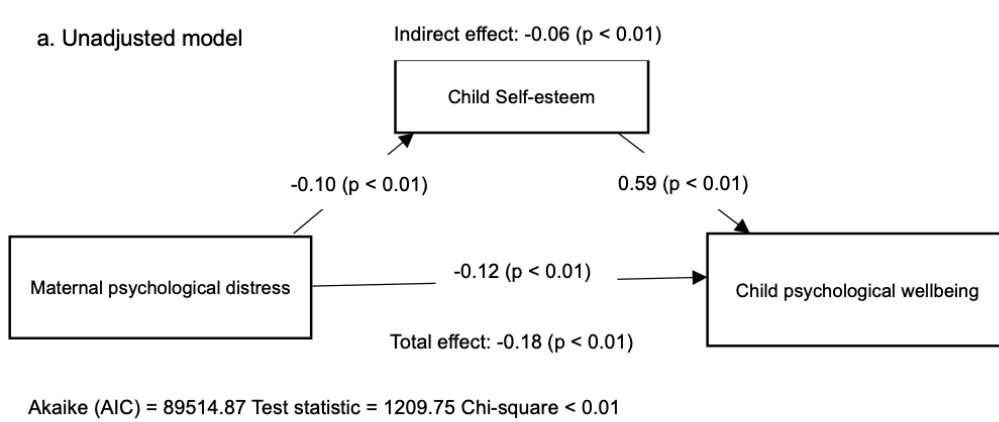 a. Unadjusted model
Indirect effect: -0.06 (p < 0.01)
Child Self-esteem
-0.10 (p < 0.01)
0.59 (p < 0.01)
-0.12 (p < 0.01)
Maternal psychological distress
Child psychological wellbeing
Total effect: -0.18 (p < 0.01)
Akaike (AIC) = 89514.87 Test statistic = 1209.75 Chi-square < 0.01